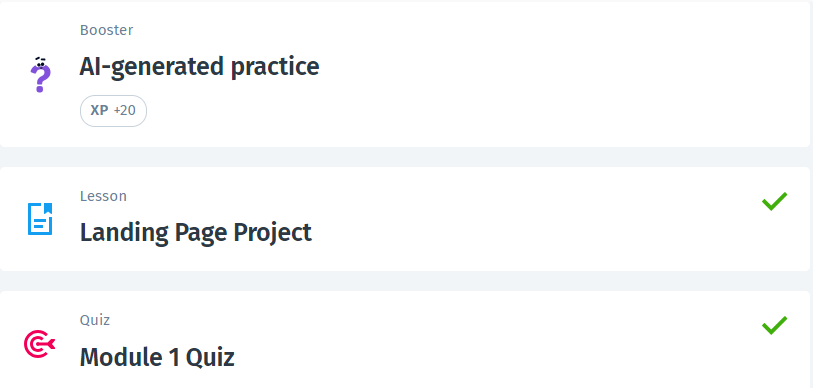 Booster
AI-generated practice
XP +20
Lesson
Landing Page Project
Quiz
Module 1 Quiz